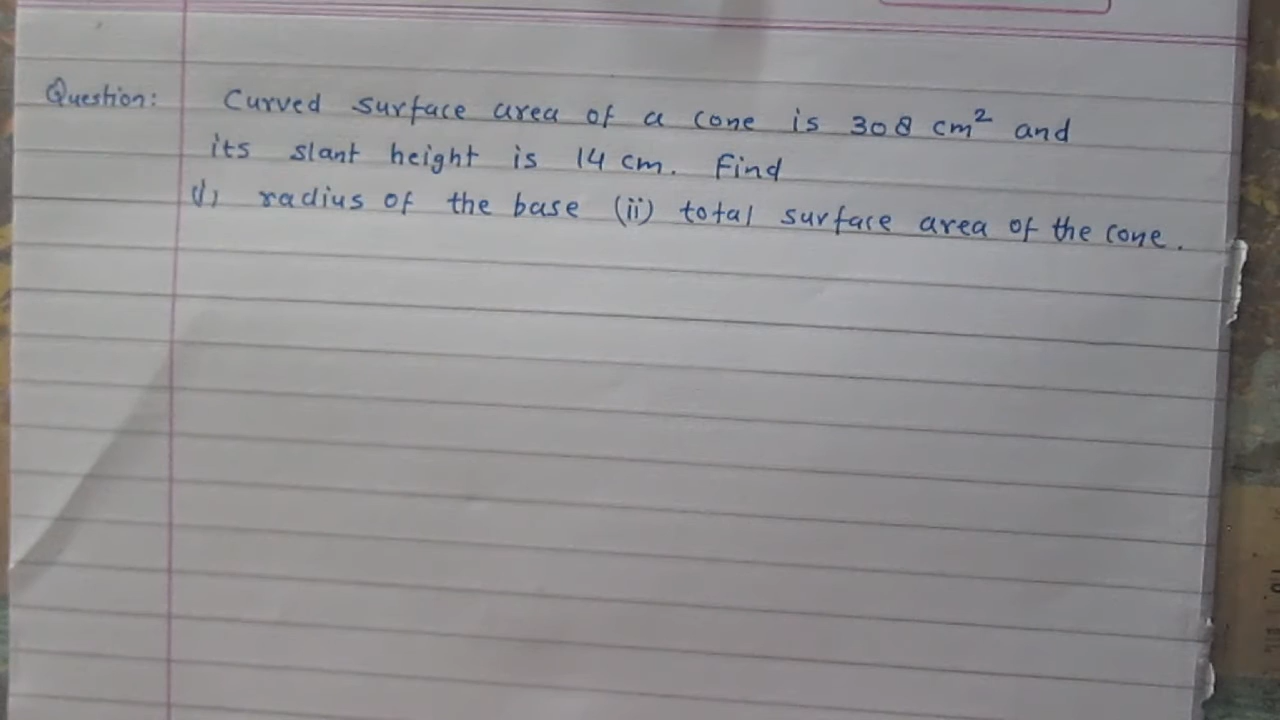 Question: Curved surface area of a cone is 308 cm² and
its slant height is 14 cm. Find
(i) radius of the base (ii) total surface area of the cone.